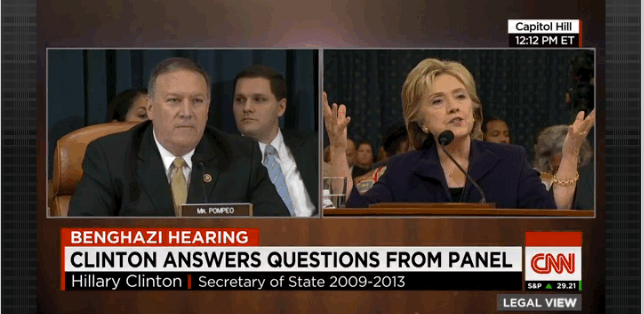 Capitol Hill
12:12 PM ET
MR. POMPEO
BENGHAZI HEARING
CLINTON ANSWERS QUESTIONS FROM PANEL
Hillary Clinton | Secretary of State 2009-2013
CNN
S&P ▲ 29.21
LEGAL VIEW